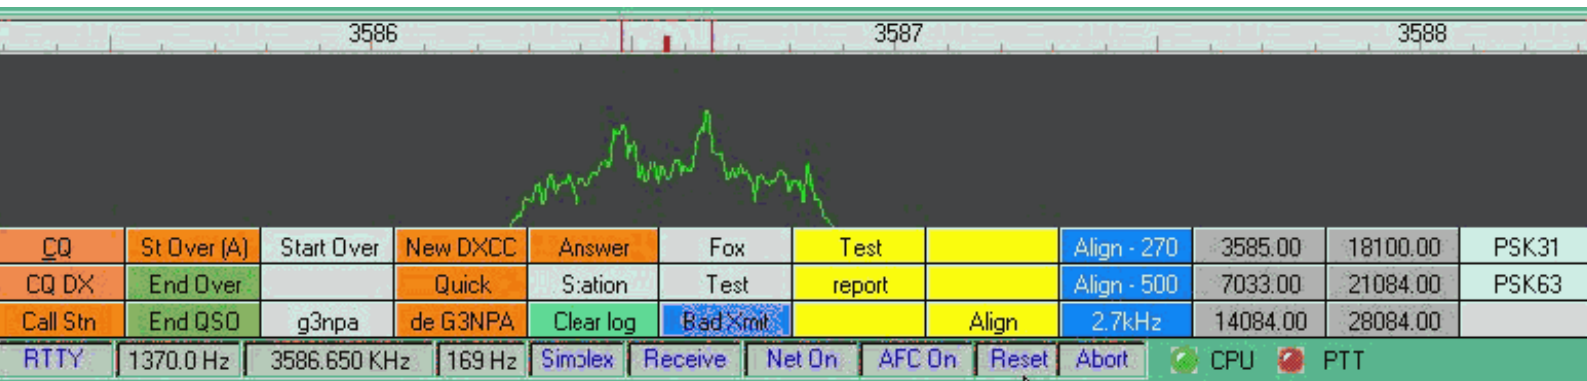 3586 3587 3588
CQ St Over (A) Start Over New DXCC Answer Fox Test Align - 270 3585.00 18100.00 PSK31
CQ DX End Over Quick S:ation Test report Align - 500 7033.00 21084.00 PSK63
Call Stn End QSO g3npa de G3NPA Clear log Bad Xmit Align 2.7kHz 14084.00 28084.00
RTTY 1370.0 Hz 3586.650 KHz 169 Hz Simplex Receive Net On AFC On Reset Abort CPU PTT